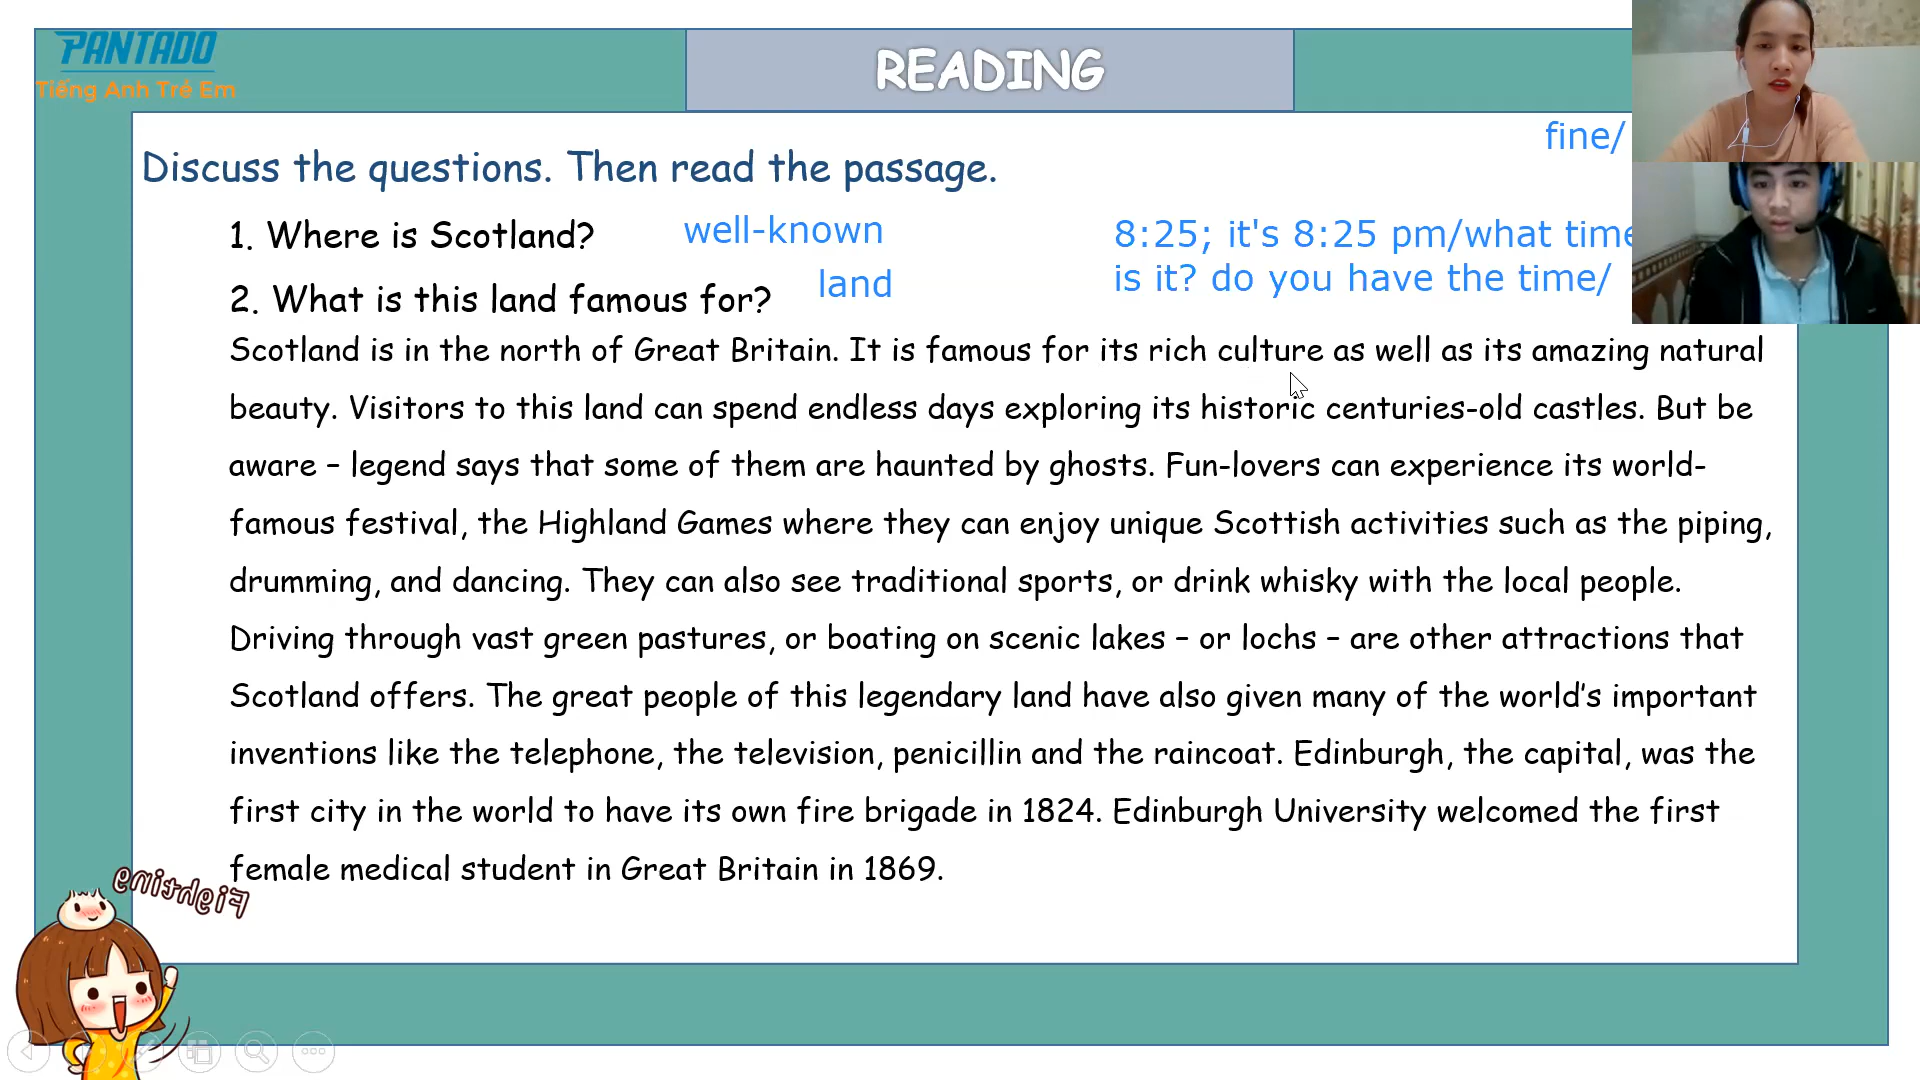 PANTADO
Tiếng Anh Trẻ Em
READING
fine/
Discuss the questions. Then read the passage.
1. Where is Scotland?
well-known
8:25; it's 8:25 pm/what time
is it? do you have the time/
land
2. What is this land famous for?
Scotland is in the north of Great Britain. It is famous for its rich culture as well as its amazing natural
beauty. Visitors to this land can spend endless days exploring its historic centuries-old castles. But be
aware – legend says that some of them are haunted by ghosts. Fun-lovers can experience its world-
famous festival, the Highland Games where they can enjoy unique Scottish activities such as the piping,
drumming, and dancing. They can also see traditional sports, or drink whisky with the local people.
Driving through vast green pastures, or boating on scenic lakes – or lochs – are other attractions that
Scotland offers. The great people of this legendary land have also given many of the world’s important
inventions like the telephone, the television, penicillin and the raincoat. Edinburgh, the capital, was the
first city in the world to have its own fire brigade in 1824. Edinburgh University welcomed the first
female medical student in Great Britain in 1869.
Fighting